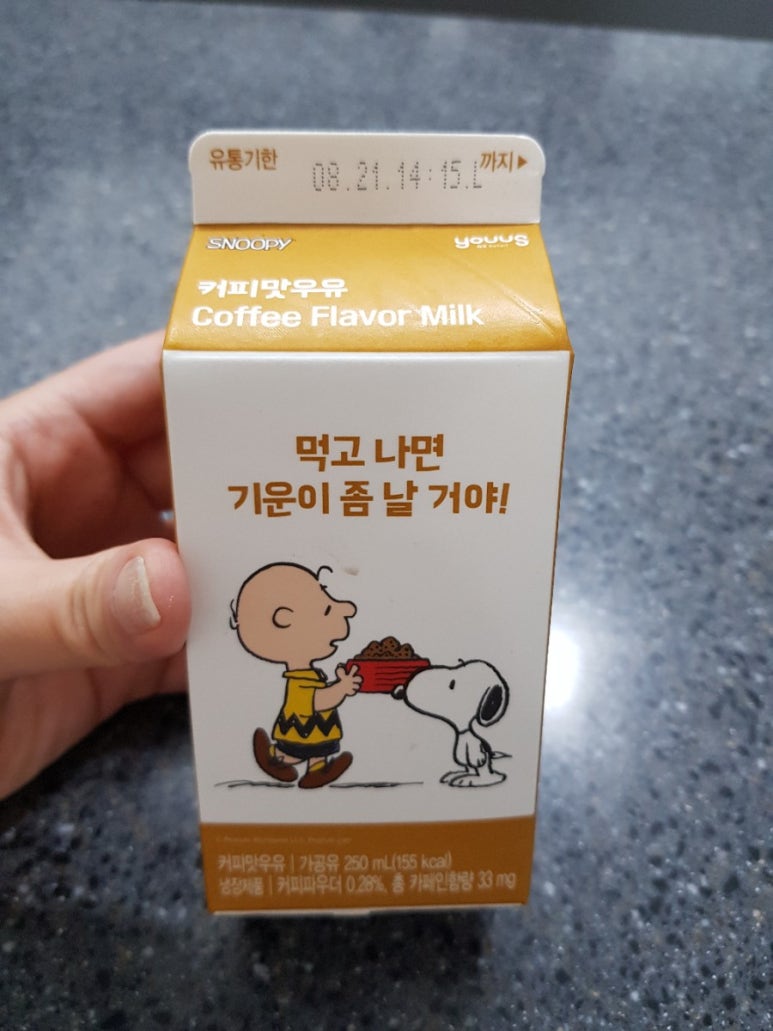 유통기한 08.21.14:15.L 까지▶
SNOOPY youus
커피맛우유
Coffee Flavor Milk
먹고 나면
기운이 좀 날 거야!
커피맛우유 | 가공유 250 mL(155 kcal)
냉장제품 | 커피파우더 0.28%, 총 카페인함량 33 mg